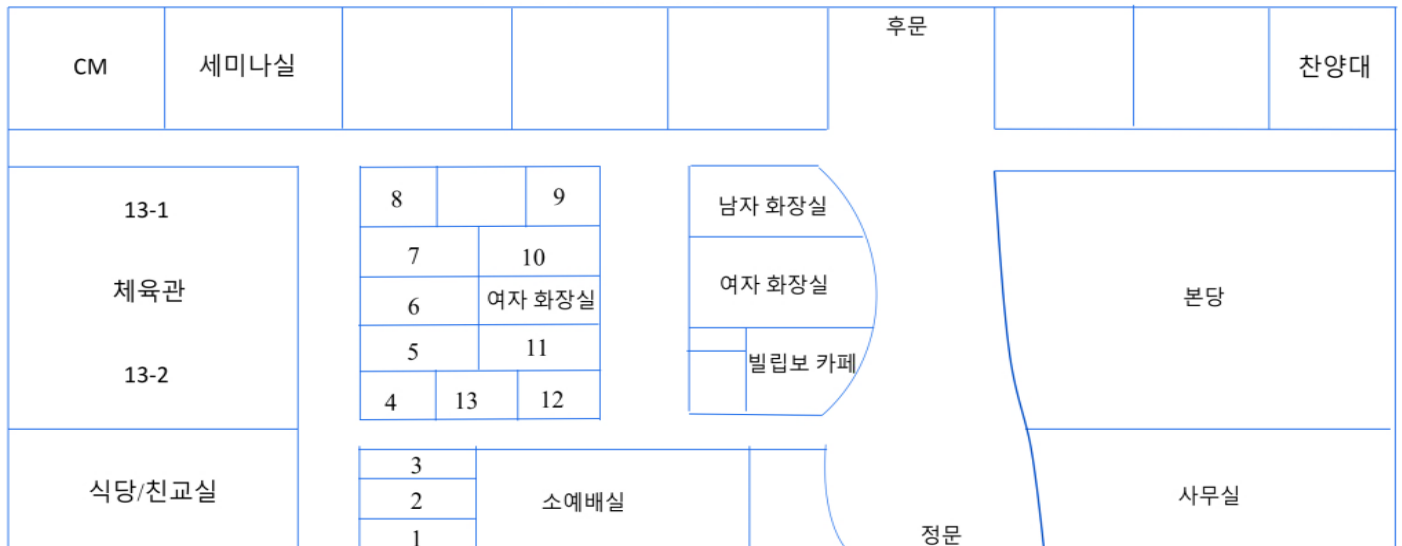 후문
CM
세미나실
찬양대
13-1
체육관
13-2
8
9
7
10
6
여자 화장실
5
11
4
13
12
남자 화장실
여자 화장실
빌립보 카페
본당
식당/친교실
3
2
1
소예배실
정문
사무실